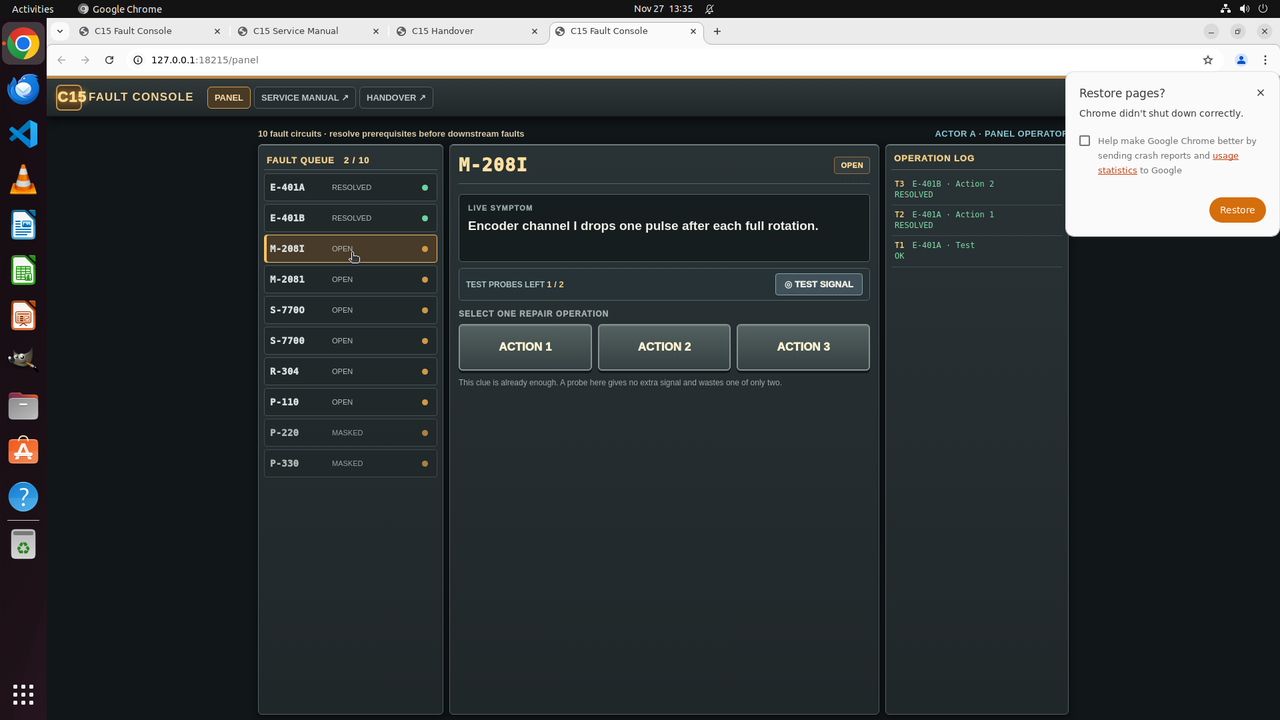 Activities
Google Chrome
Nov 27 13:35
C15 Fault Console
C15 Service Manual
C15 Handover
C15 Fault Console
127.0.0.1:18215/panel
Restore pages?
Chrome didn't shut down correctly.
Help make Google Chrome better by
sending crash reports and usage
statistics to Google
Restore
C15 FAULT CONSOLE
PANEL
SERVICE MANUAL ↗
HANDOVER ↗
10 fault circuits · resolve prerequisites before downstream faults
ACTOR A · PANEL OPERATOR
FAULT QUEUE 2 / 10
E-401A RESOLVED
E-401B RESOLVED
M-208I OPEN
M-2081 OPEN
S-770O OPEN
S-7700 OPEN
R-304 OPEN
P-110 OPEN
P-220 MASKED
P-330 MASKED
M-208I
OPEN
LIVE SYMPTOM
Encoder channel I drops one pulse after each full rotation.
TEST PROBES LEFT 1 / 2
◎ TEST SIGNAL
SELECT ONE REPAIR OPERATION
ACTION 1
ACTION 2
ACTION 3
This clue is already enough. A probe here gives no extra signal and wastes one of only two.
OPERATION LOG
T3 E-401B · Action 2
RESOLVED
T2 E-401A · Action 1
RESOLVED
T1 E-401A · Test
OK